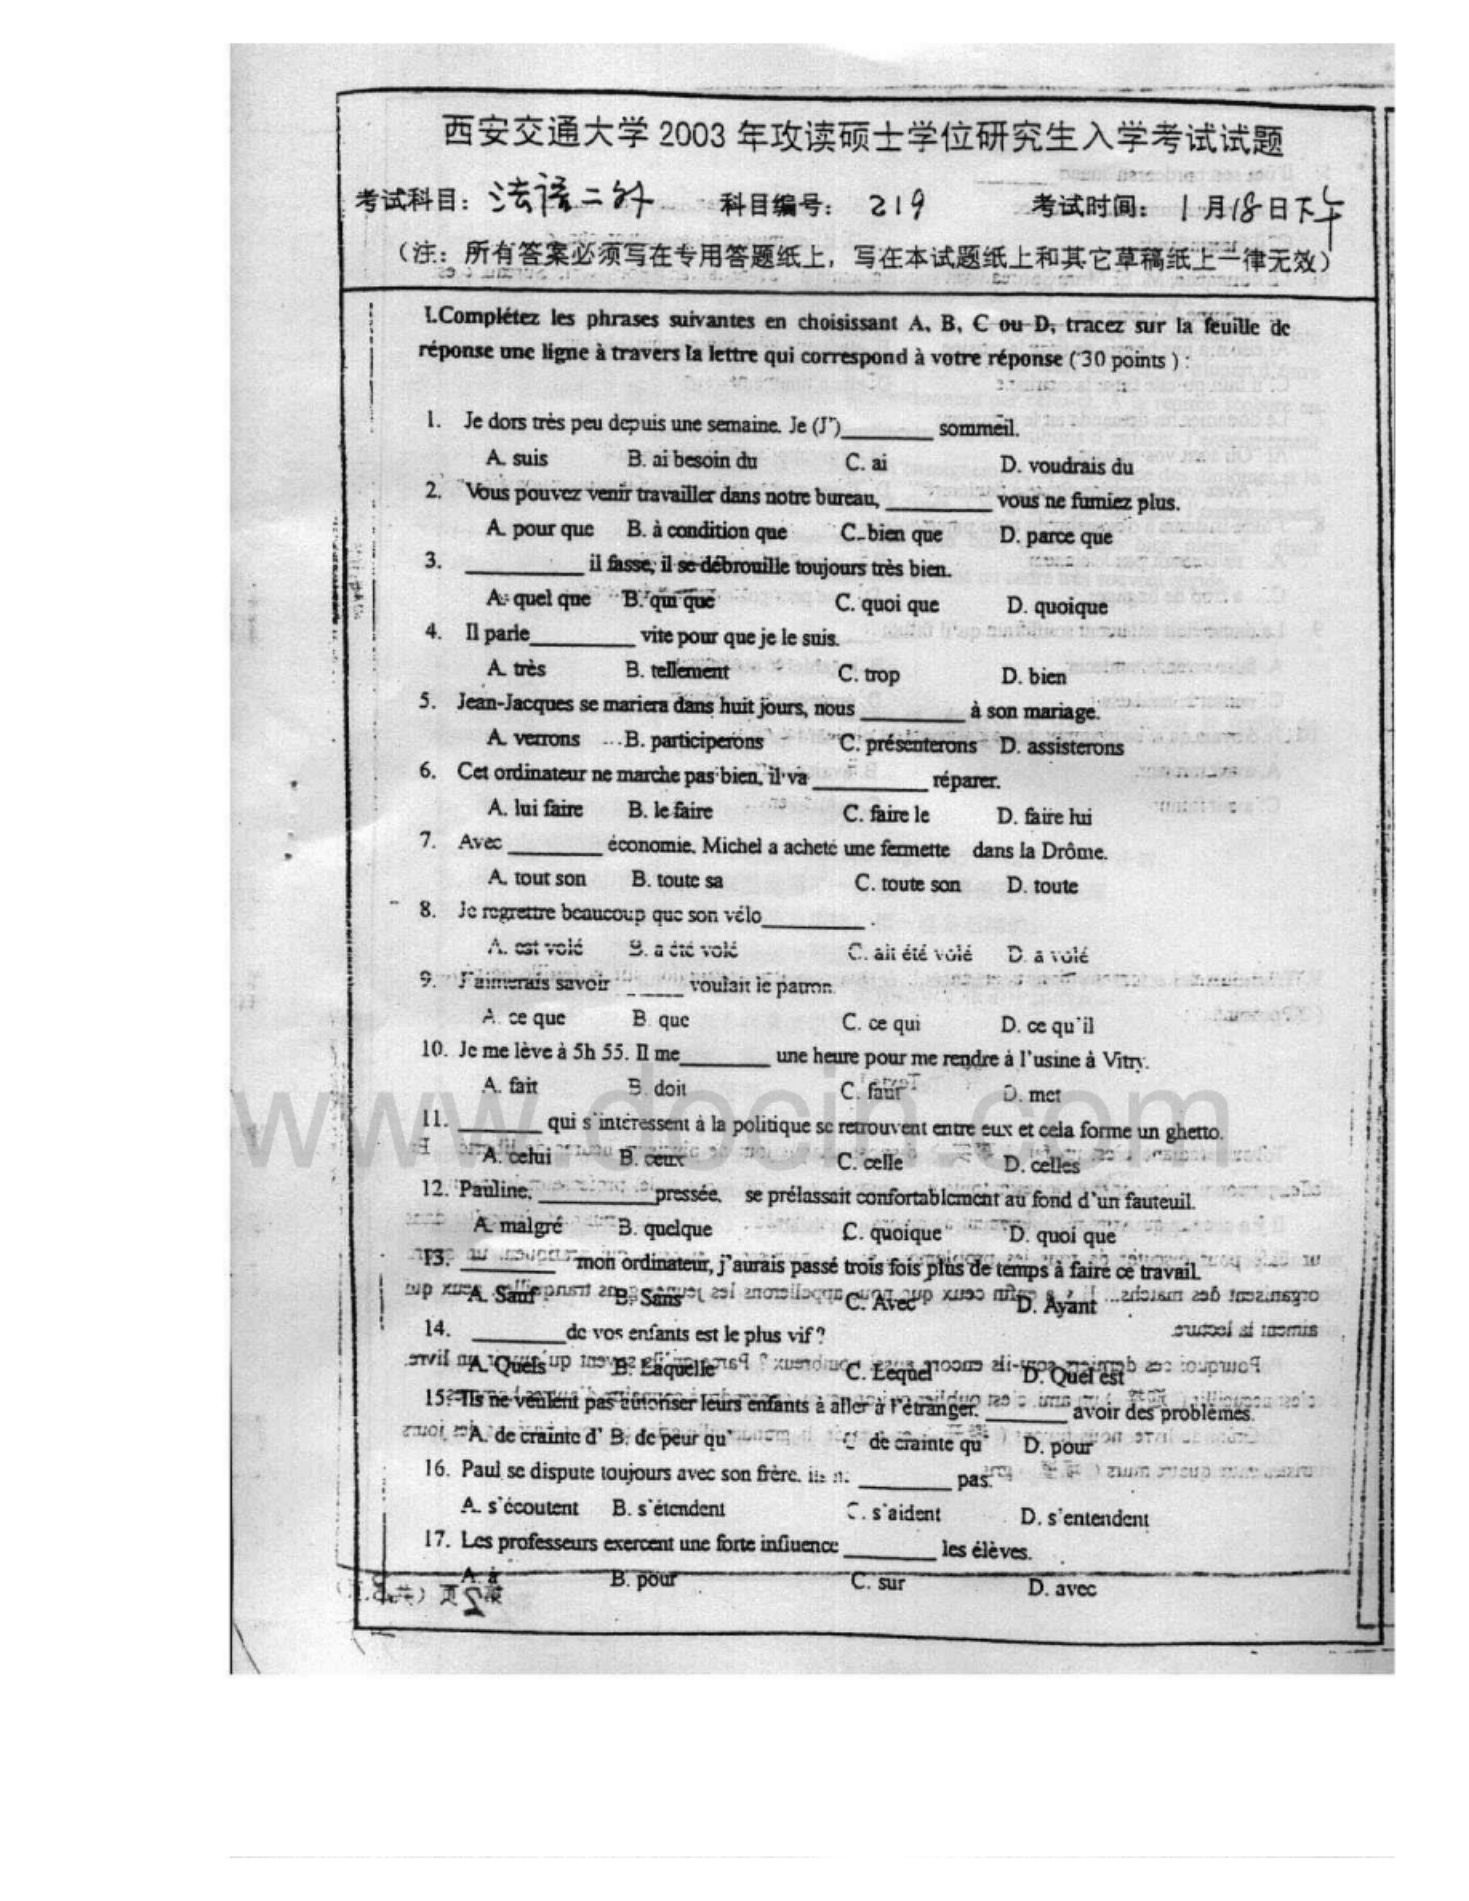 西安交通大学 2003 年攻读硕士学位研究生入学考试试题
考试科目：法语二外 科目编号：219 考试时间：1月18日下午
（注：所有答案必须写在专用答题纸上，写在本试题纸上和其它草稿纸上一律无效）
I.Complétez les phrases suivantes en choisissant A、B、C ou D, tracez sur la feuille de
réponse une ligne à travers la lettre qui correspond à votre réponse ( 30 points ) :
1. Je dors très peu depuis une semaine. Je (J')________ sommeil.
A. suis B. ai besoin du C. ai D. voudrais du
2. Vous pouvez venir travailler dans notre bureau, _________ vous ne fumiez plus.
A. pour que B. à condition que C. bien que D. parce que
3. __________ il fasse, il se débrouille toujours très bien.
A. quel que B. qui que C. quoi que D. quoique
4. Il parle_________ vite pour que je le suis.
A. très B. tellement C. trop D. bien
5. Jean-Jacques se mariera dans huit jours, nous _________ à son mariage.
A. verrons B. participerons C. présenterons D. assisterons
6. Cet ordinateur ne marche pas bien, il va __________ réparer.
A. lui faire B. le faire C. faire le D. faire lui
7. Avec ________ économie. Michel a acheté une fermette dans la Drôme.
A. tout son B. toute sa C. toute son D. toute
8. Je regrettre beaucoup que son vélo_________ .
A. est volé B. a été volé C. ait été volé D. a volé
9. J'aimerais savoir ______ voulait le patron.
A. ce que B. que C. ce qui D. ce qu'il
10. Je me lève à 5h 55. Il me________ une heure pour me rendre à l'usine à Vitry.
A. fait B. doit C. faut D. met
11. _______ qui s'intéressent à la politique se retrouvent entre eux et cela forme un ghetto.
A. celui B. ceux C. celle D. celles
12. Pauline, __________pressée, se prélassait confortablement au fond d'un fauteuil.
A. malgré B. quelque C. quoique D. quoi que
13. ________ mon ordinateur, j'aurais passé trois fois plus de temps à faire ce travail.
A. Sauf B. Sans C. Avec D. Ayant
14. ________de vos enfants est le plus vif ?
A. Quels B. Laquelle C. Lequel D. Quel est
15. Ils ne veulent pas autoriser leurs enfants à aller à l'étranger. _______ avoir des problèmes.
A. de crainte d' B. de peur qu' C. de crainte qu' D. pour
16. Paul se dispute toujours avec son frère. ils n: ________ pas.
A. s'écoutent B. s'étendent C. s'aident D. s'entendent
17. Les professeurs exercent une forte influence ________ les élèves.
A. à B. pour C. sur D. avec
www.docin.com